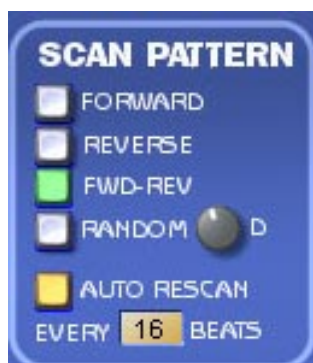 SCAN PATTERN
FORWARD
REVERSE
FWD-REV
RANDOM D
AUTO RESCAN
EVERY 16 BEATS